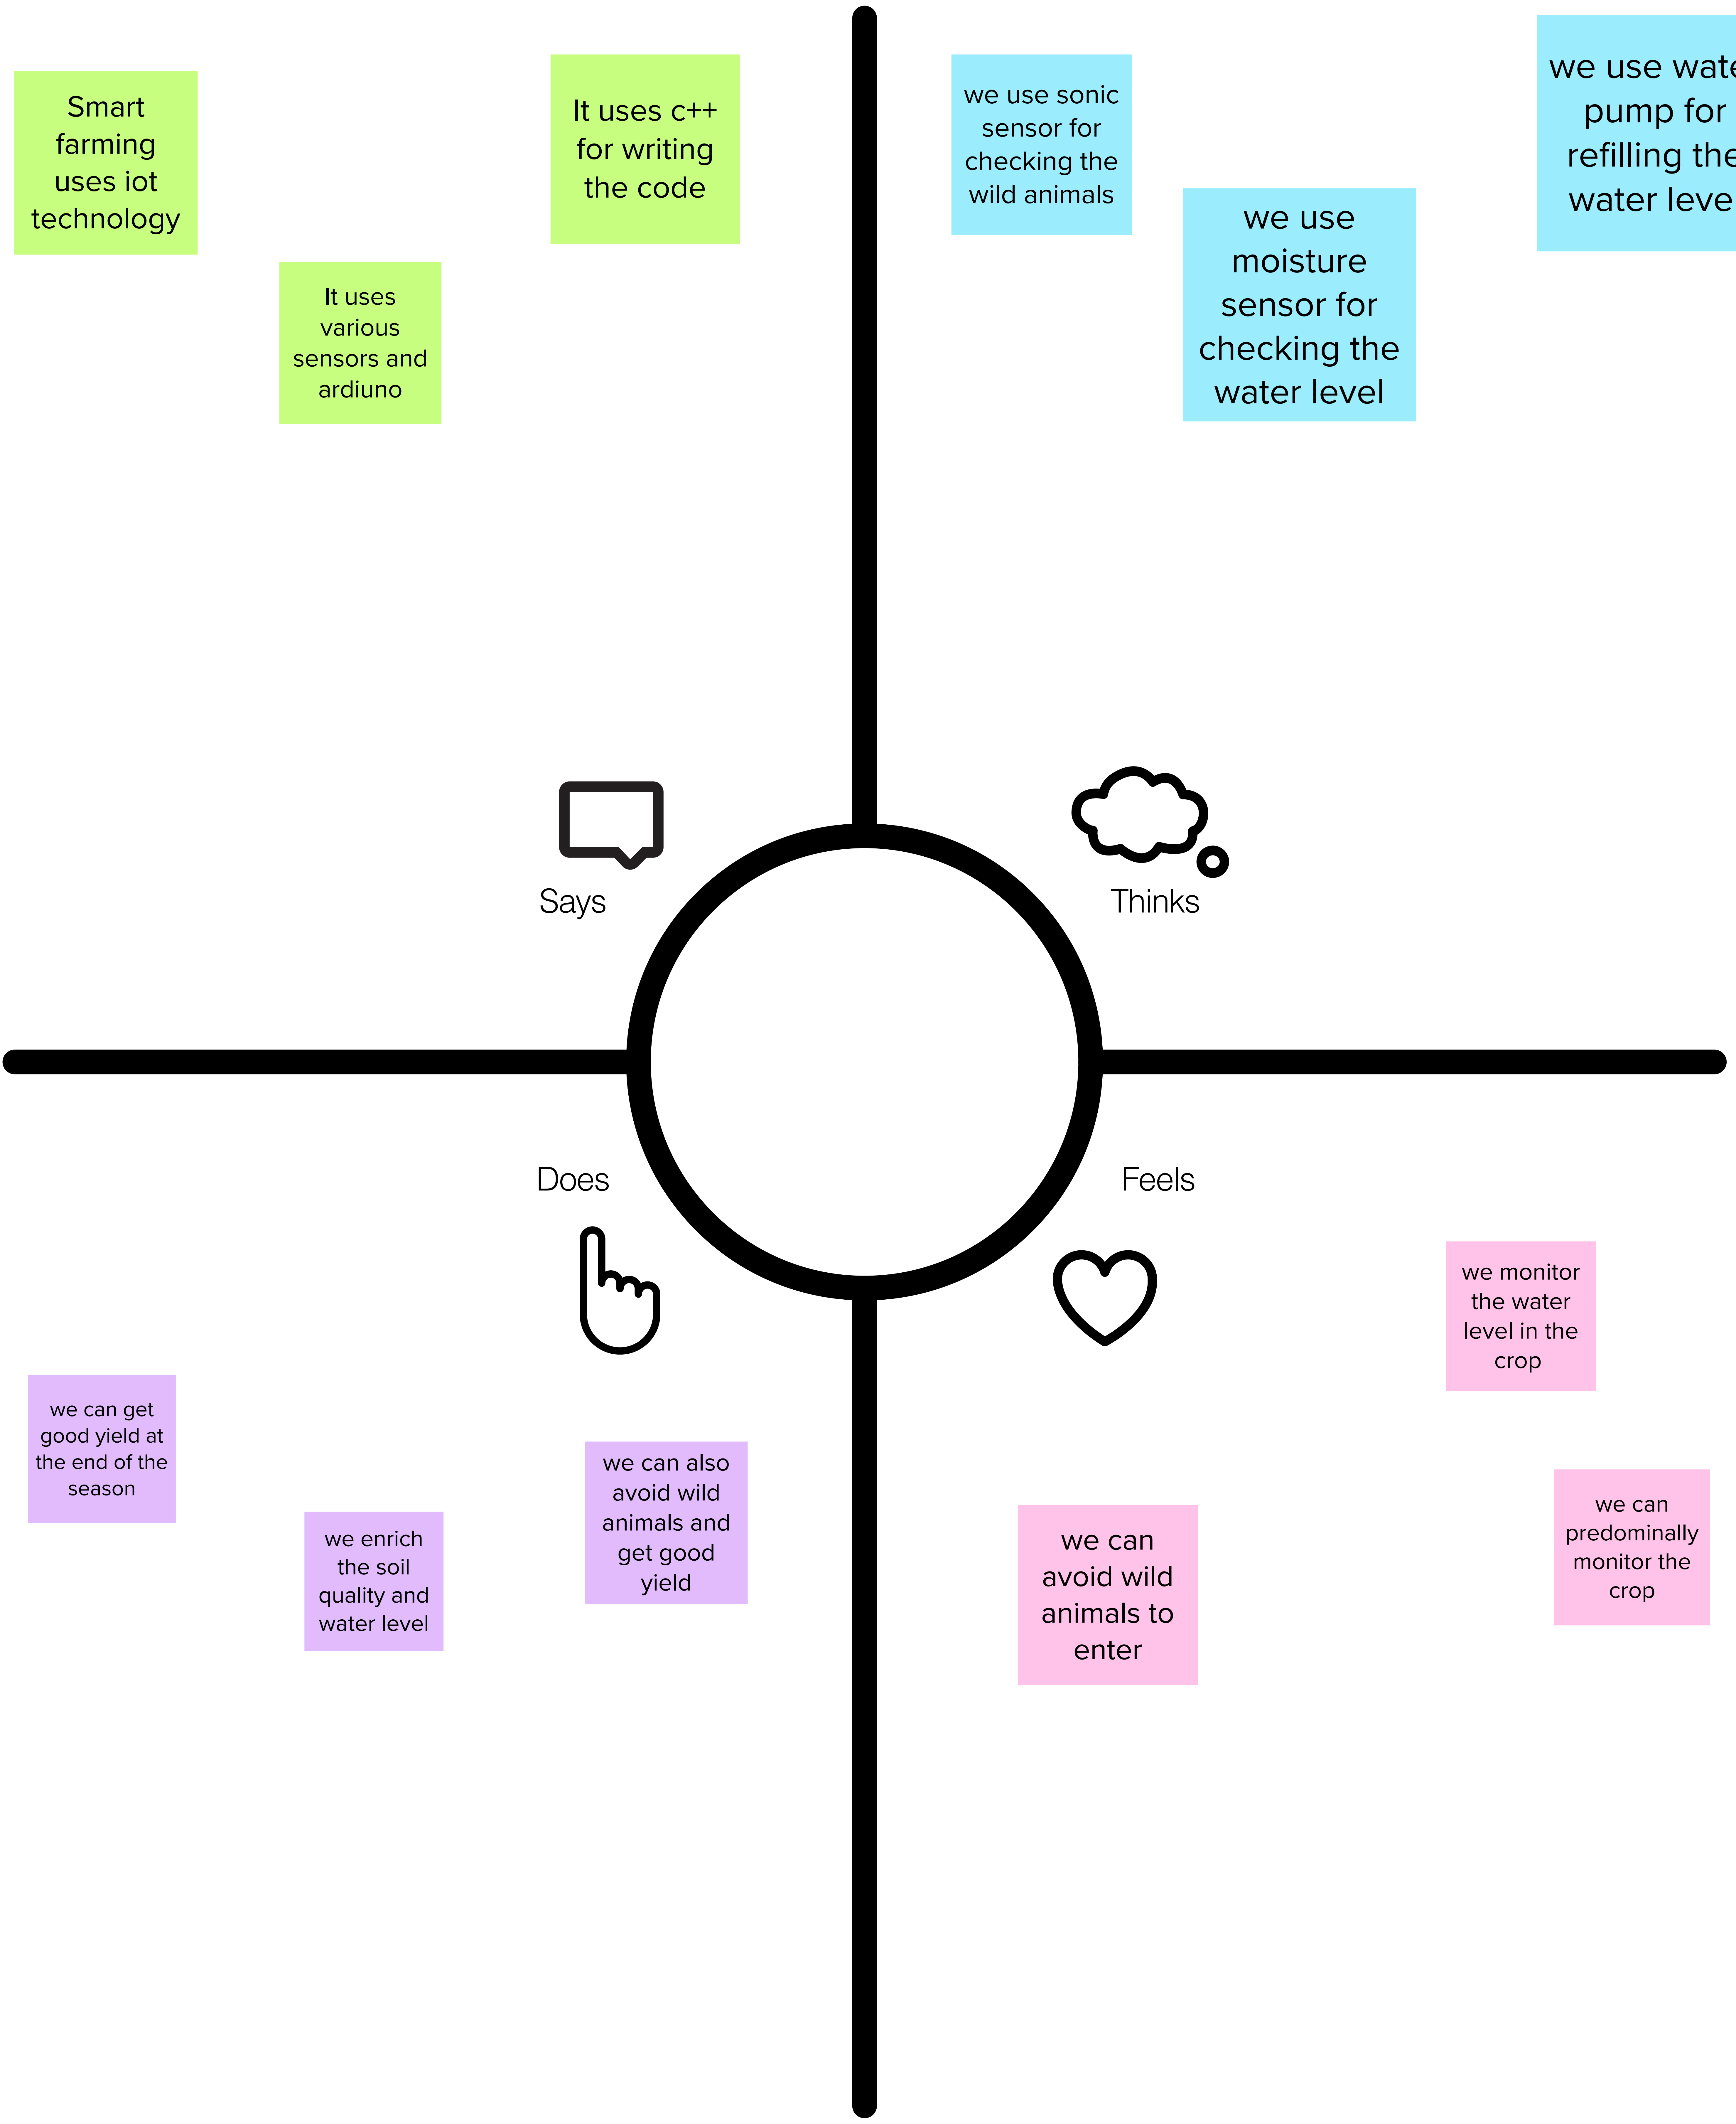 Smart
farming
uses iot
technology
It uses
various
sensors and
ardiuno
It uses c++
for writing
the code
we use sonic
sensor for
checking the
wild animals
we use
moisture
sensor for
checking the
water level
we use
pump for
refilling the
water
Says
Thinks
Does
Feels
we can get
good yield at
the end of the
season
we enrich
the soil
quality and
water level
we can also
avoid wild
animals and
get good
yield
we can
avoid wild
animals to
enter
we monitor
the water
level in the
crop
we can
predominally
monitor the
crop